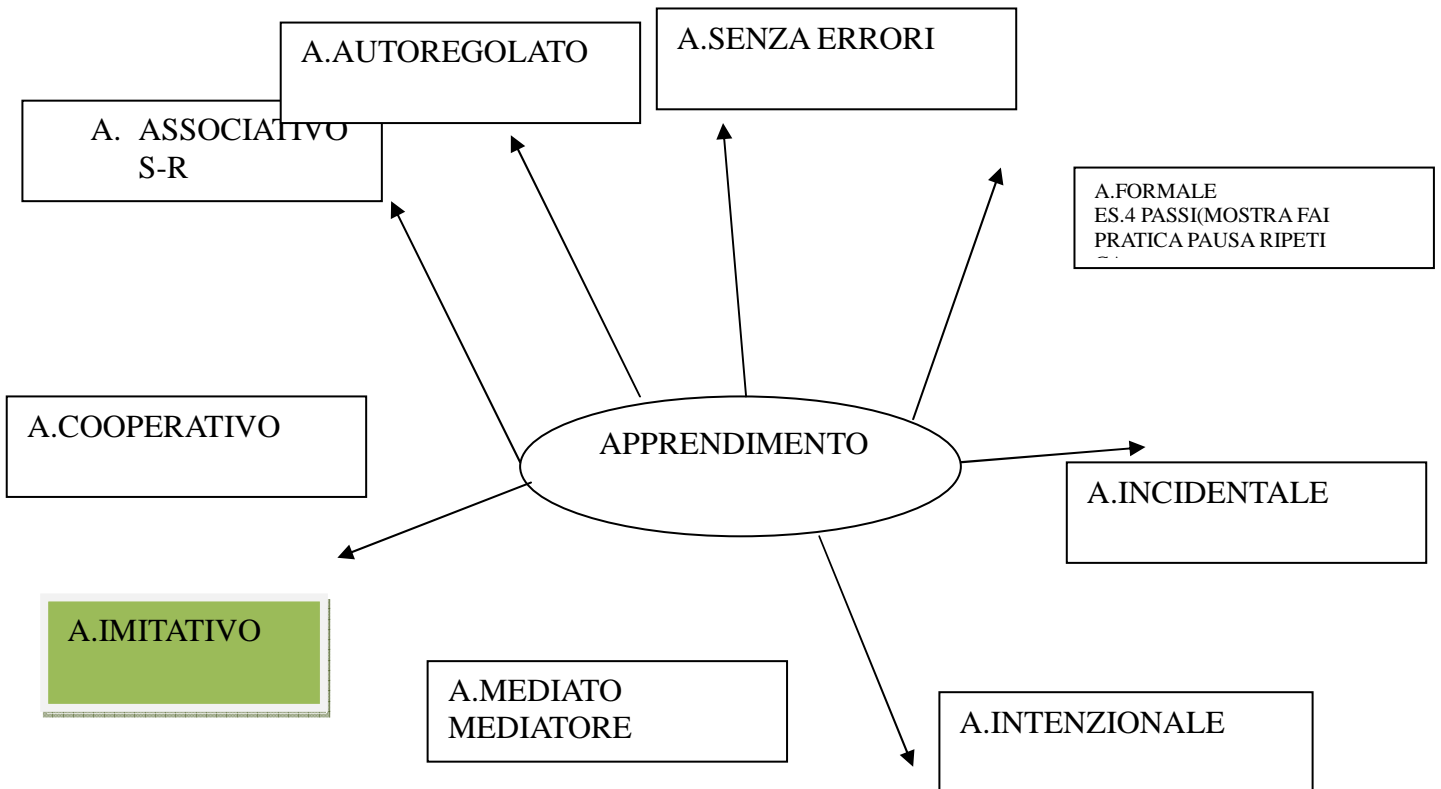 A.AUTOREGOLATO
A.SENZA ERRORI
A. ASSOCIATIVO
S-R
A.FORMALE
ES.4 PASSI(MOSTRA FAI
PRATICA PAUSA RIPETI
A.COOPERATIVO
APPRENDIMENTO
A.INCIDENTALE
A.IMITATIVO
A.MEDIATO
MEDIATORE
A.INTENZIONALE